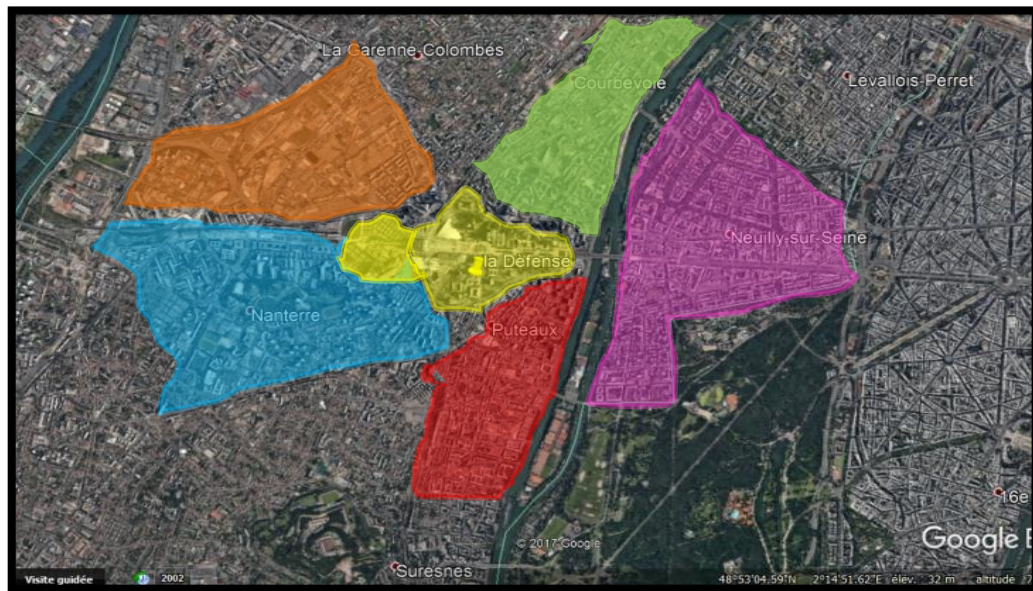 La Garenne-Colombes
Courbevoie
Levallois-Perret
Neuilly-sur-Seine
la Défense
Nanterre
Puteaux
16e
© 2017 Google
Google
Suresnes
Visite guidée
2002
48°53'04.59"N 2°14'51.62"E élév. 32 m altitude